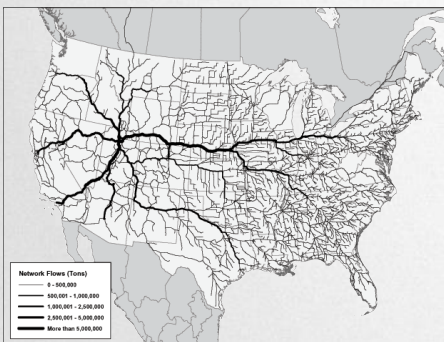 Network Flows (Tons)
0 - 500,000
500,001 - 1,000,000
1,000,001 - 2,500,000
2,500,001 - 5,000,000
More than 5,000,000